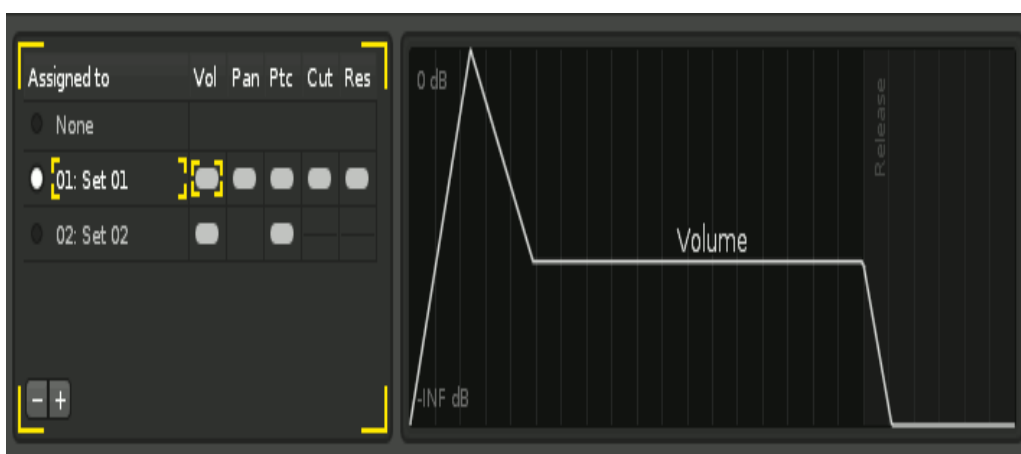 Assigned to Vol Pan Ptc Cut Res
None
01: Set 01
02: Set 02
- +
0 dB
Release
Volume
-INF dB